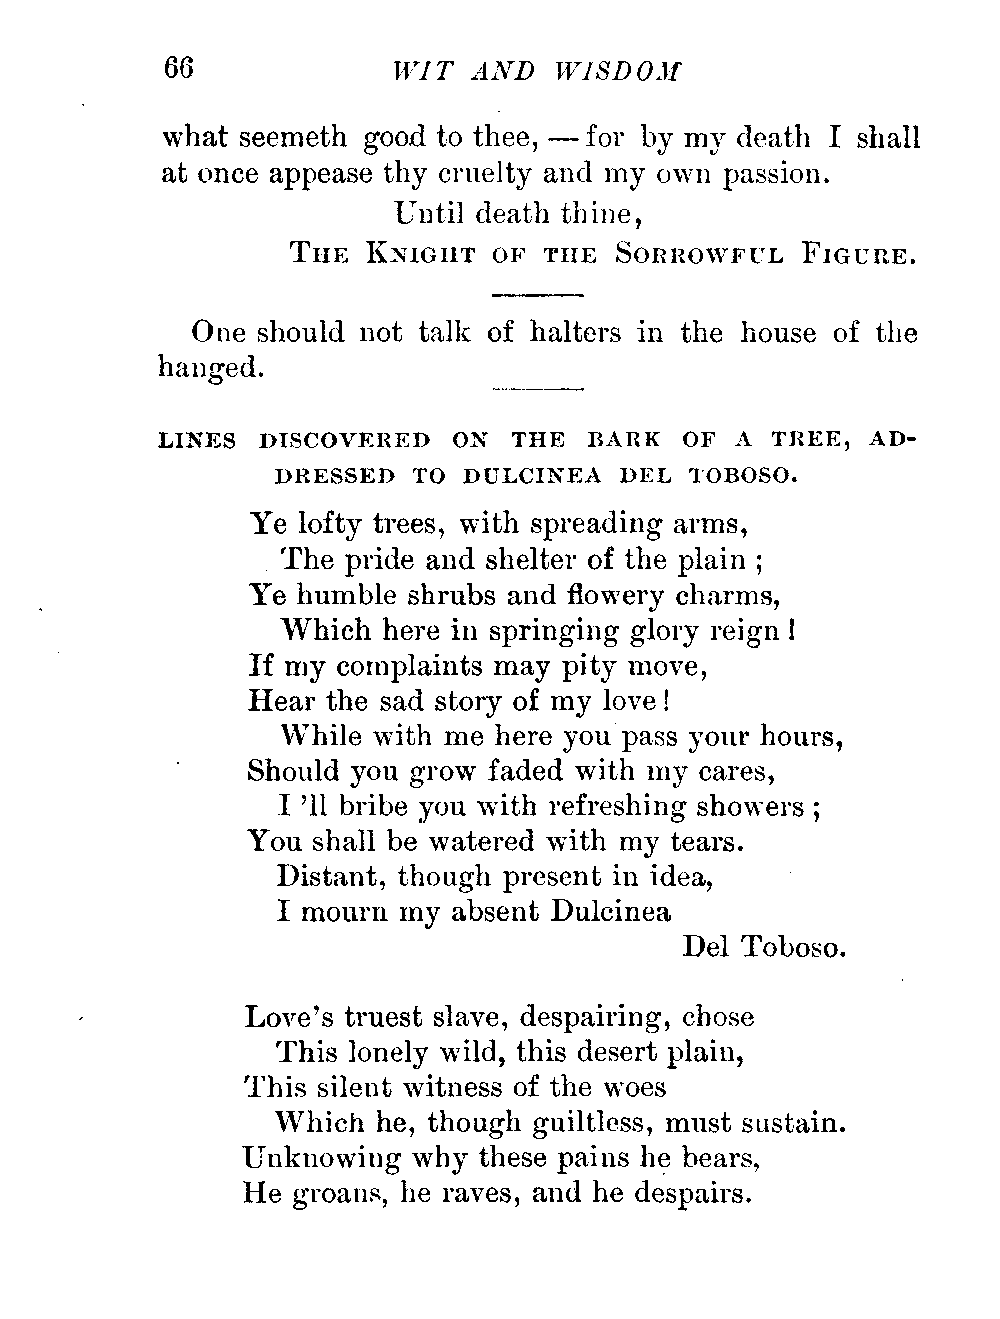 66 WIT AND WISDOM
what seemeth good to thee, — for by my death I shall
at once appease thy cruelty and my own passion.
Until death thine,
THE KNIGHT OF THE SORROWFUL FIGURE.
One should not talk of halters in the house of the
hanged.
LINES DISCOVERED ON THE BARK OF A TREE, AD-
DRESSED TO DULCINEA DEL TOBOSO.
Ye lofty trees, with spreading arms,
The pride and shelter of the plain ;
Ye humble shrubs and flowery charms,
Which here in springing glory reign !
If my complaints may pity move,
Hear the sad story of my love !
While with me here you pass your hours,
Should you grow faded with my cares,
I 'll bribe you with refreshing showers ;
You shall be watered with my tears.
Distant, though present in idea,
I mourn my absent Dulcinea
Del Toboso.
Love's truest slave, despairing, chose
This lonely wild, this desert plain,
This silent witness of the woes
Which he, though guiltless, must sustain.
Unknowing why these pains he bears,
He groans, he raves, and he despairs.